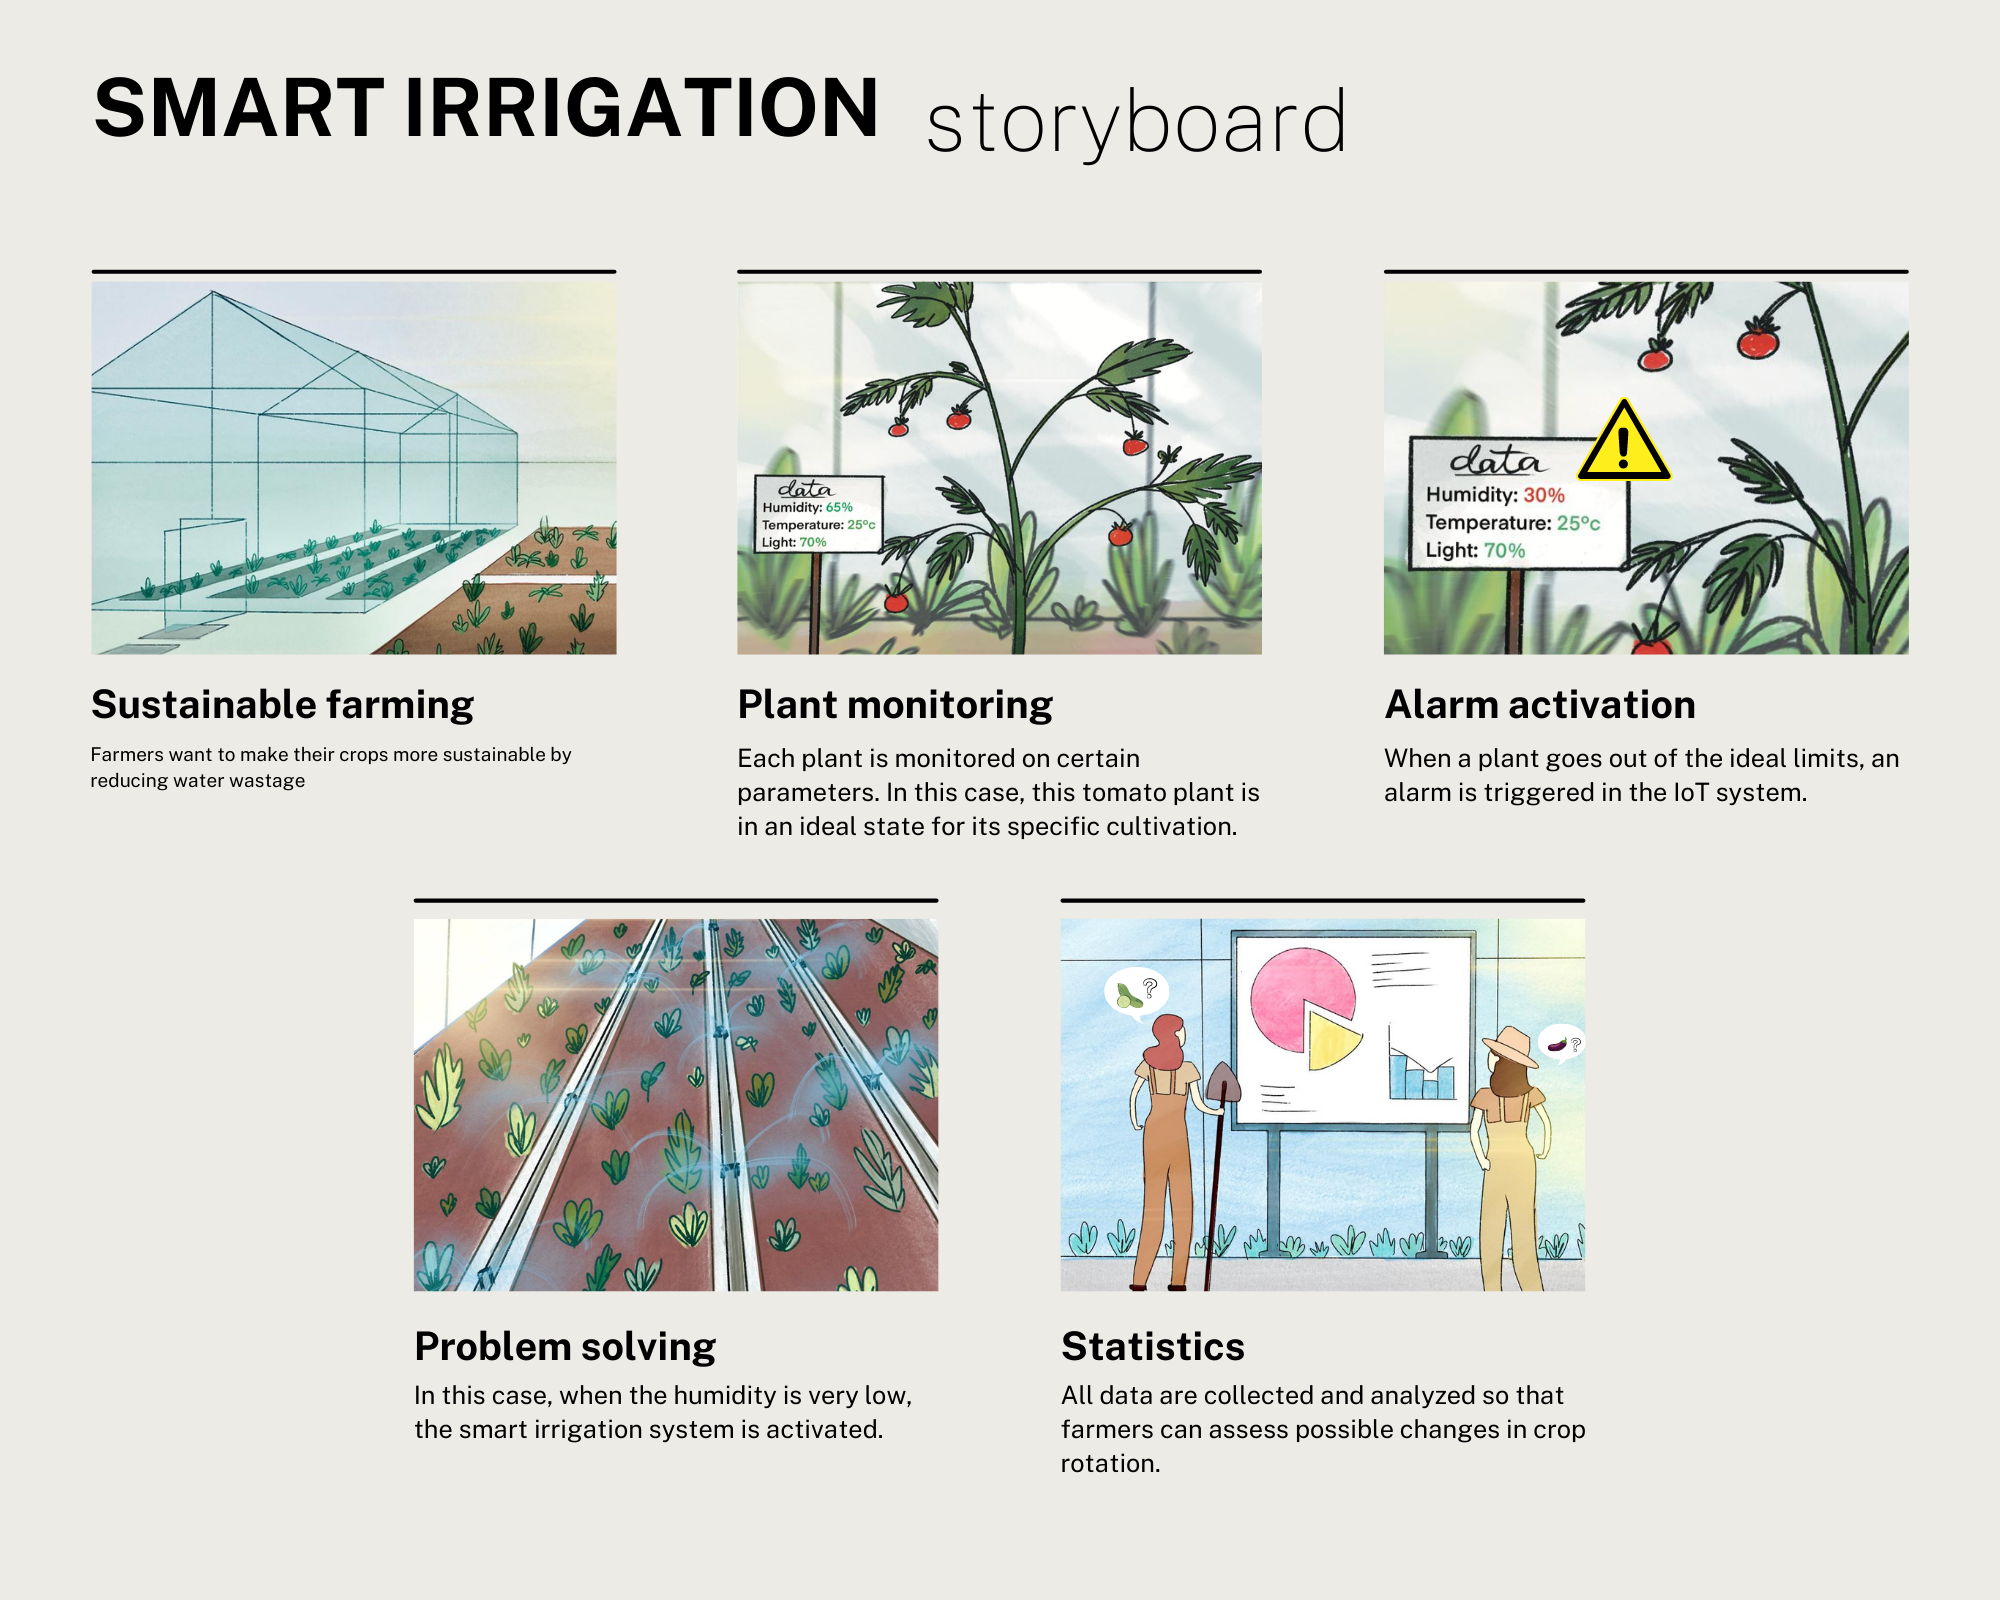 SMART IRRIGATION storyboard
data
Humidity: 65%
Temperature: 25ºc
Light: 70%
data
Humidity: 30%
Temperature: 25ºc
Light: 70%
Sustainable farming
Farmers want to make their crops more sustainable by
reducing water wastage
Plant monitoring
Each plant is monitored on certain
parameters. In this case, this tomato plant is
in an ideal state for its specific cultivation.
Alarm activation
When a plant goes out of the ideal limits, an
alarm is triggered in the IoT system.
?
?
Problem solving
In this case, when the humidity is very low,
the smart irrigation system is activated.
Statistics
All data are collected and analyzed so that
farmers can assess possible changes in crop
rotation.